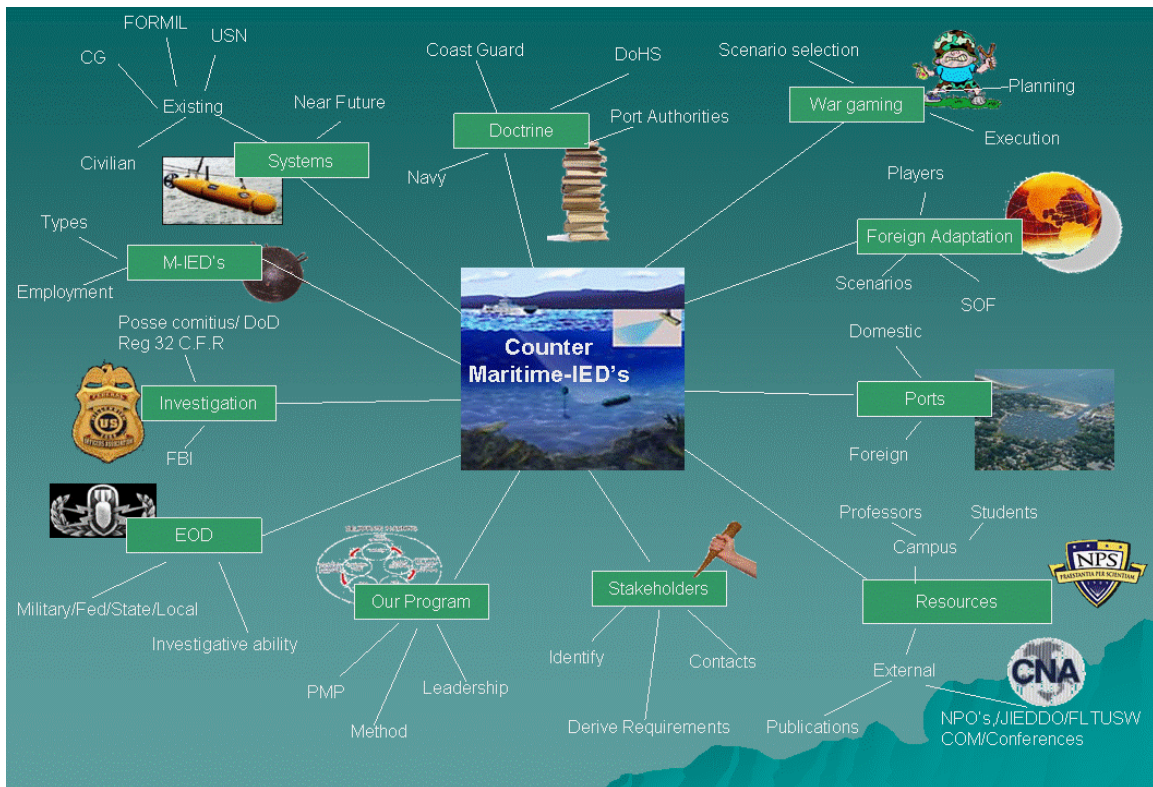 FORMIL
USN
CG
Existing
Civilian
Near Future
Systems
Coast Guard
DoHS
Port Authorities
Doctrine
Navy
Scenario selection
War gaming
Planning
Execution
Types
M-IED's
Employment
Players
Foreign Adaptation
Scenarios
SOF
Counter
Maritime-IED's
Posse comitius/ DoD
Reg 32 C.F.R
Investigation
FBI
US
Domestic
Ports
Foreign
EOD
Military/Fed/State/Local
Investigative ability
Our Program
PMP
Method
Leadership
Stakeholders
Identify
Derive Requirements
Contacts
Professors
Students
Campus
Resources
NPS
PRAESTANTIA PER SCIENTIAM
External
CNA
Publications
NPO's,/JIEDDO/FLTUSW
COM/Conferences